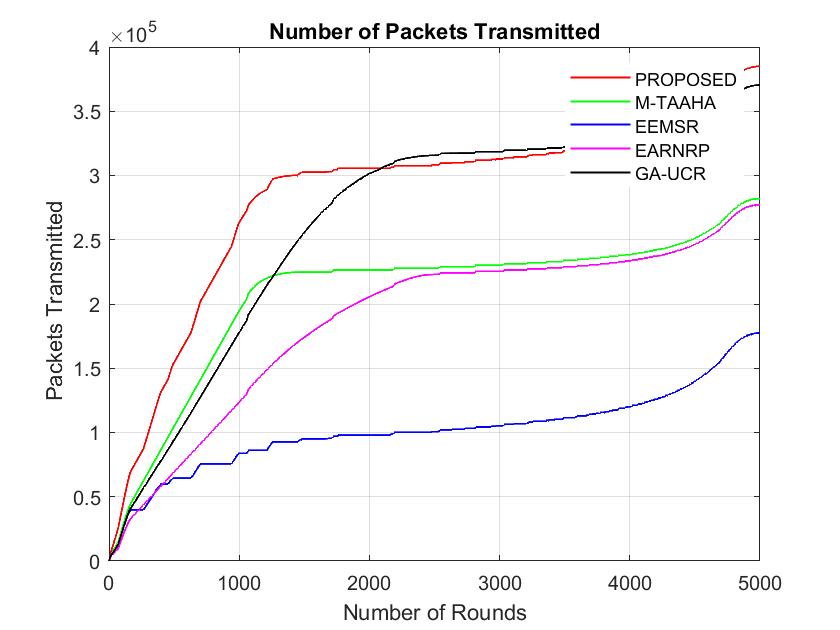 Number of Packets Transmitted
×10^5
4
3.5
3
2.5
2
1.5
1
0.5
0
Packets Transmitted
PROPOSED
M-TAAHA
EEMSR
EARNRP
GA-UCR
0 1000 2000 3000 4000 5000
Number of Rounds